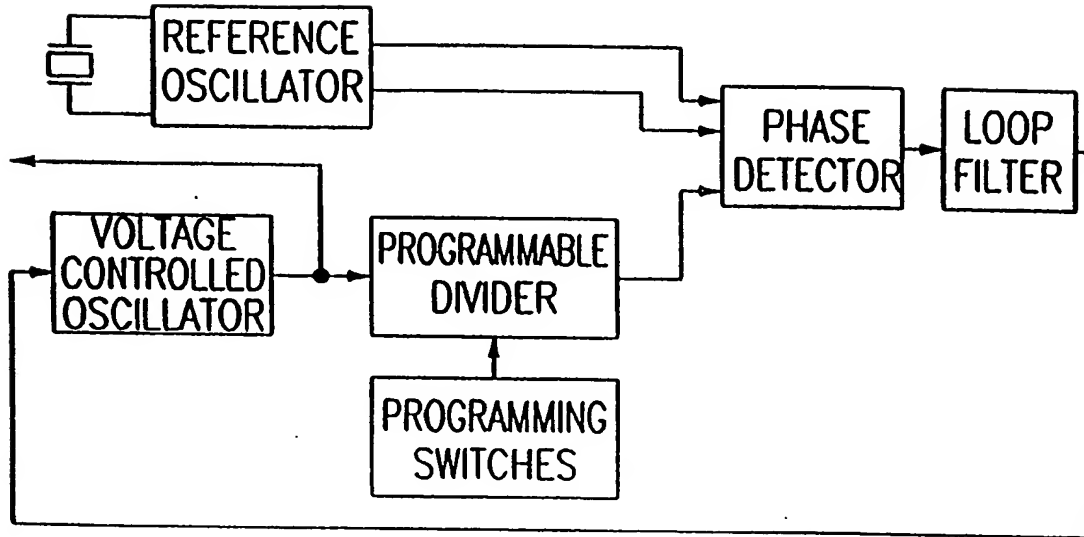 REFERENCE
OSCILLATOR
PHASE
DETECTOR
LOOP
FILTER
VOLTAGE
CONTROLLED
OSCILLATOR
PROGRAMMABLE
DIVIDER
PROGRAMMING
SWITCHES